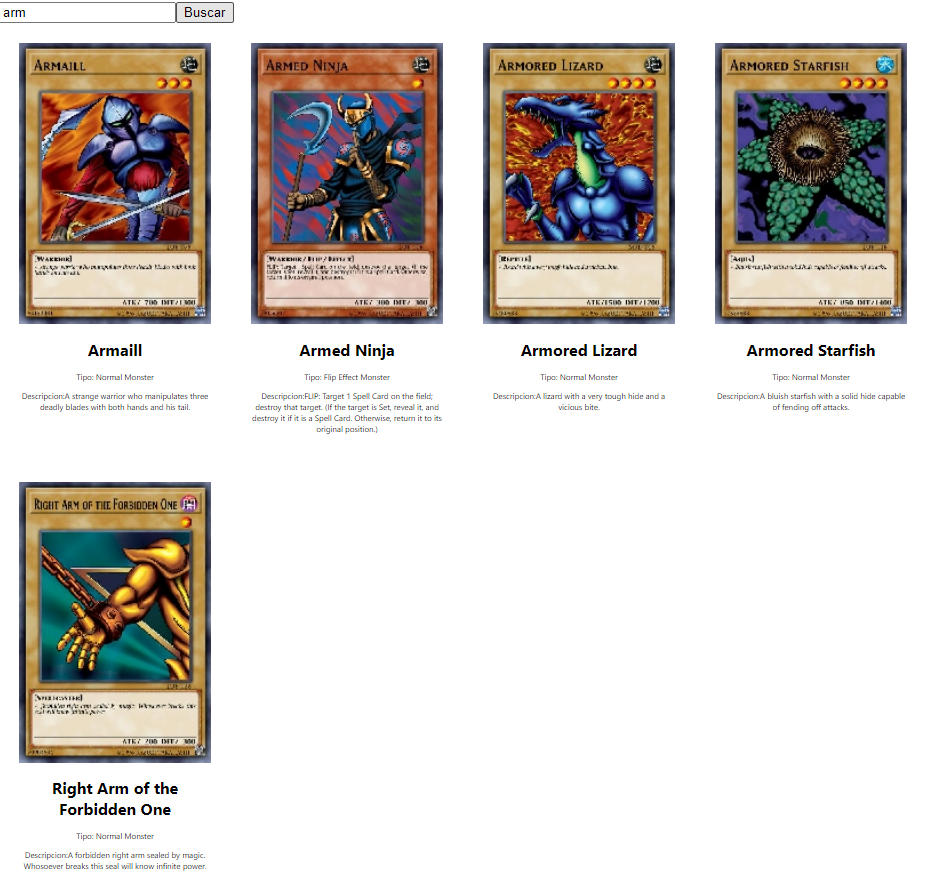 arm Buscar
ARMAILL
ARMED NINJA
ARMORED LIZARD
ARMORED STARFISH
[WARRIOR]
[WARRIOR/FLIP/EFFECT]
[REPTILE]
[AQUA]
ATK/ 700 DEF/1300
ATK/ 300 DEF/ 300
ATK/1500 DEF/1200
ATK/ 850 DEF/1400
Armaill
Armed Ninja
Armored Lizard
Armored Starfish
Tipo: Normal Monster
Tipo: Flip Effect Monster
Tipo: Normal Monster
Tipo: Normal Monster
Descripcion:A strange warrior who manipulates three
deadly blades with both hands and his tail.
Descripcion:FLIP: Target 1 Spell Card on the field;
destroy that target. (If the target is Set, reveal it, and
destroy it if it is a Spell Card. Otherwise, return it to its
original position.)
Descripcion:A lizard with a very tough hide and a
vicious bite.
Descripcion:A bluish starfish with a solid hide capable
of fending off attacks.
RIGHT ARM OF THE FORBIDDEN ONE
[SPELLCASTER]
ATK/ 200 DEF/ 300
Right Arm of the
Forbidden One
Tipo: Normal Monster
Descripcion:A forbidden right arm sealed by magic.
Whosoever breaks this seal will know infinite power.